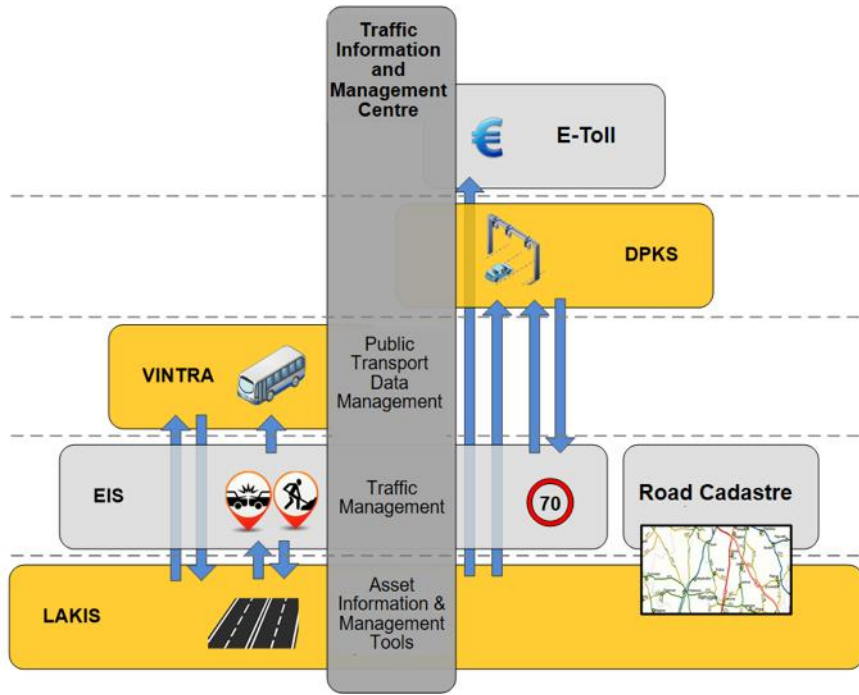 Traffic
Information
and
Management
Centre
E-Toll
DPKS
VINTRA
Public
Transport
Data
Management
EIS
Traffic
Management
70
Road Cadastre
LAKIS
Asset
Information &
Management
Tools